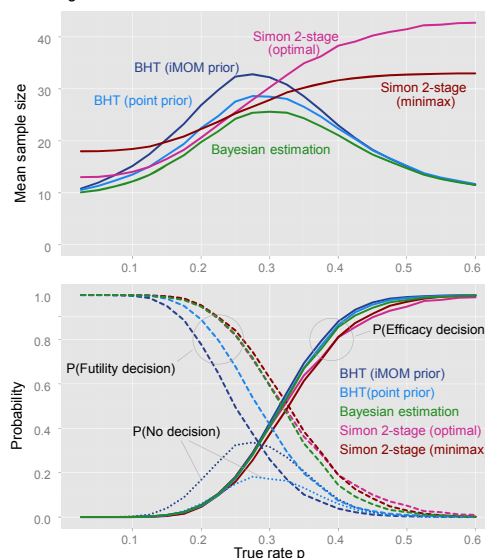 40
30
20
10
0
Mean sample size
Simon 2-stage
(optimal)
BHT (iMOM prior)
BHT (point prior)
Simon 2-stage
(minimax)
Bayesian estimation
0.1 0.2 0.3 0.4 0.5 0.6
1.0
0.8
0.6
0.4
0.2
0.0
Probability
P(Efficacy decision
P(Futility decision)
P(No decision)
BHT (iMOM prior)
BHT(point prior)
Bayesian estimation
Simon 2-stage (optimal)
Simon 2-stage (minimax
0.1 0.2 0.3 0.4 0.5 0.6
True rate p